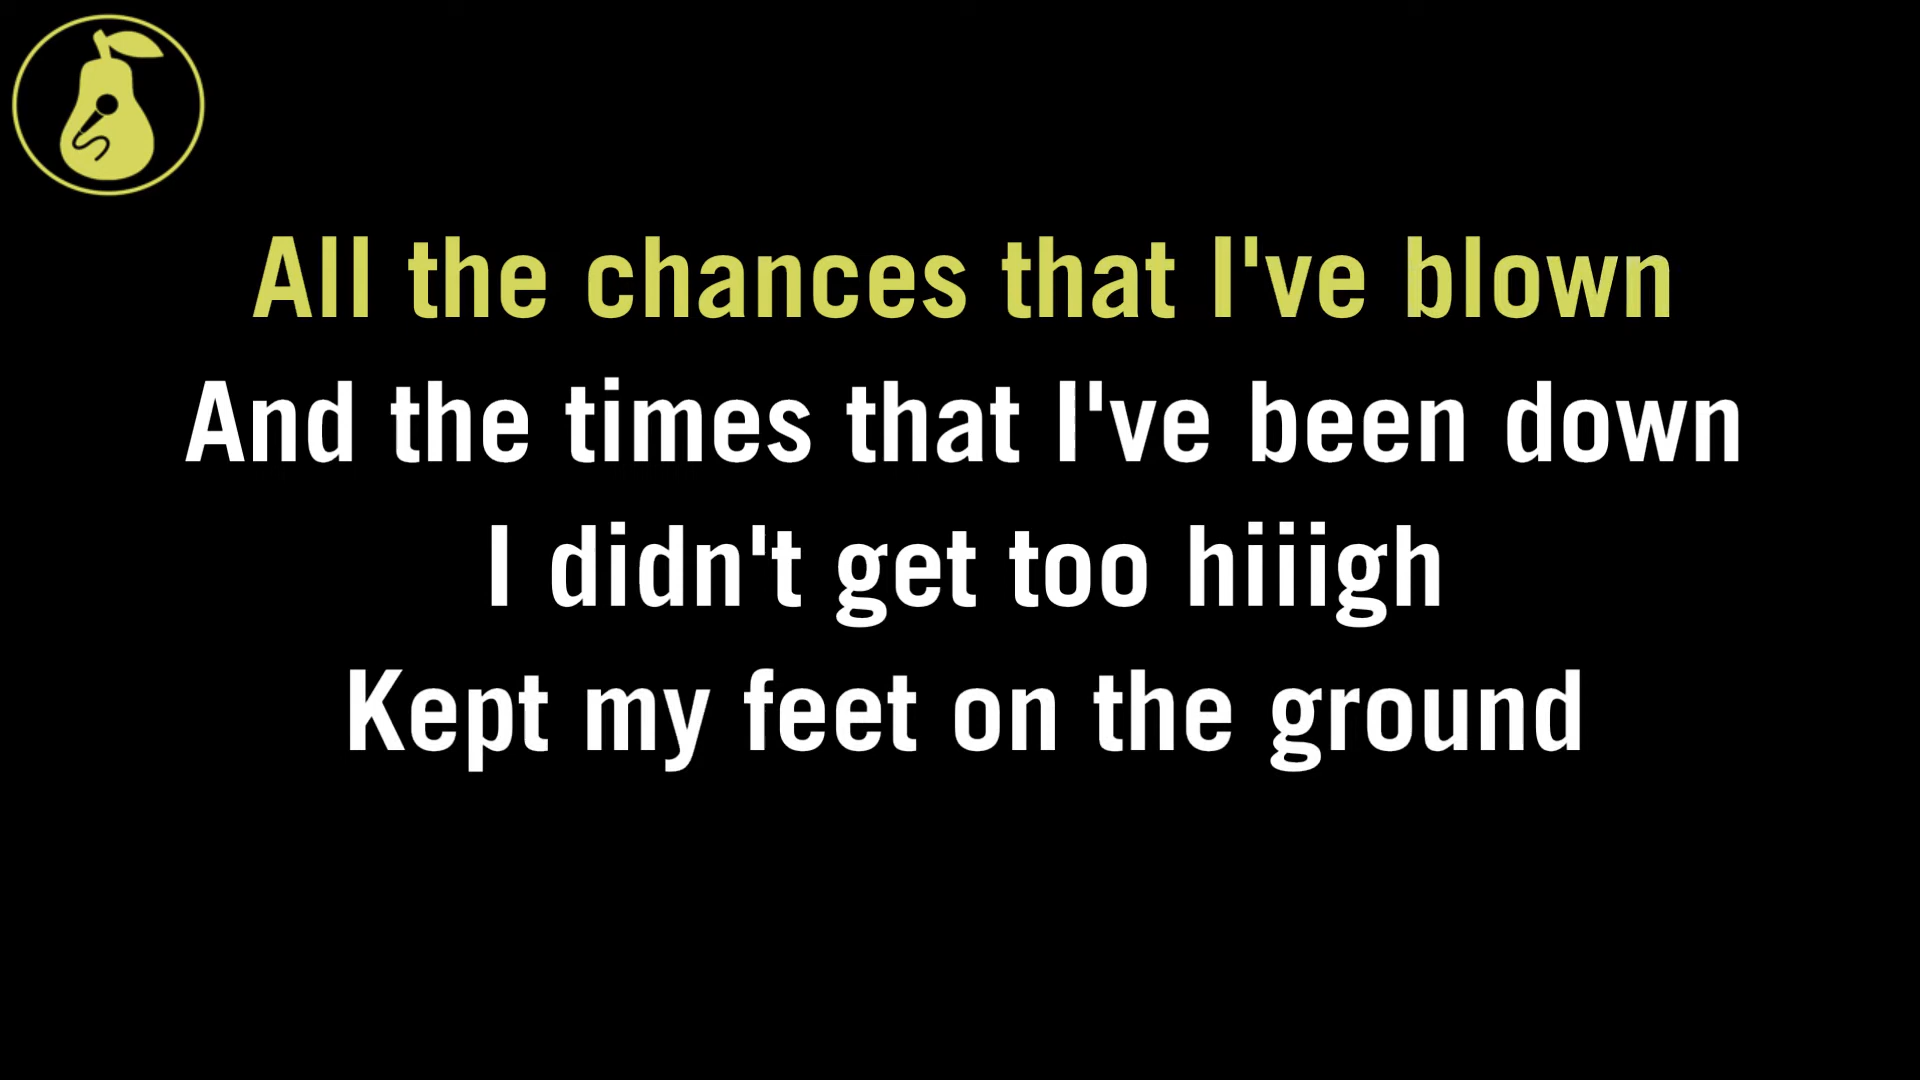 All the chances that I've blown
And the times that I've been down
I didn't get too hiiigh
Kept my feet on the ground